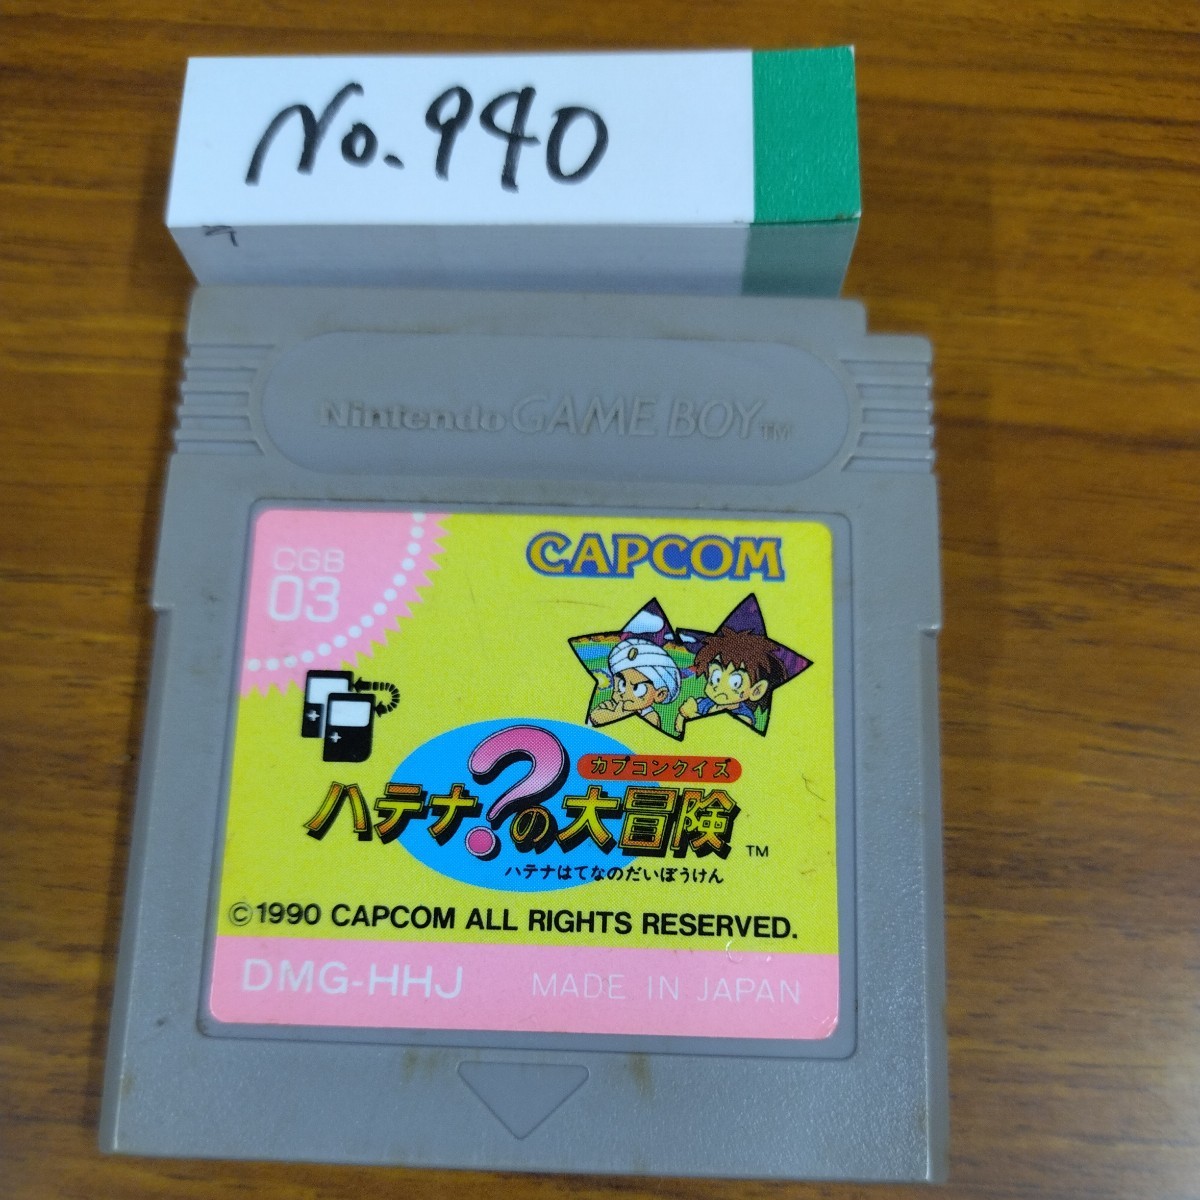 No.940
Nintendo GAME BOY TM
CGB
03
CAPCOM
カプコンクイズ
ハテナ?の大冒険 TM
ハテナはてなのだいぼうけん
©1990 CAPCOM ALL RIGHTS RESERVED.
DMG-HHJ MADE IN JAPAN